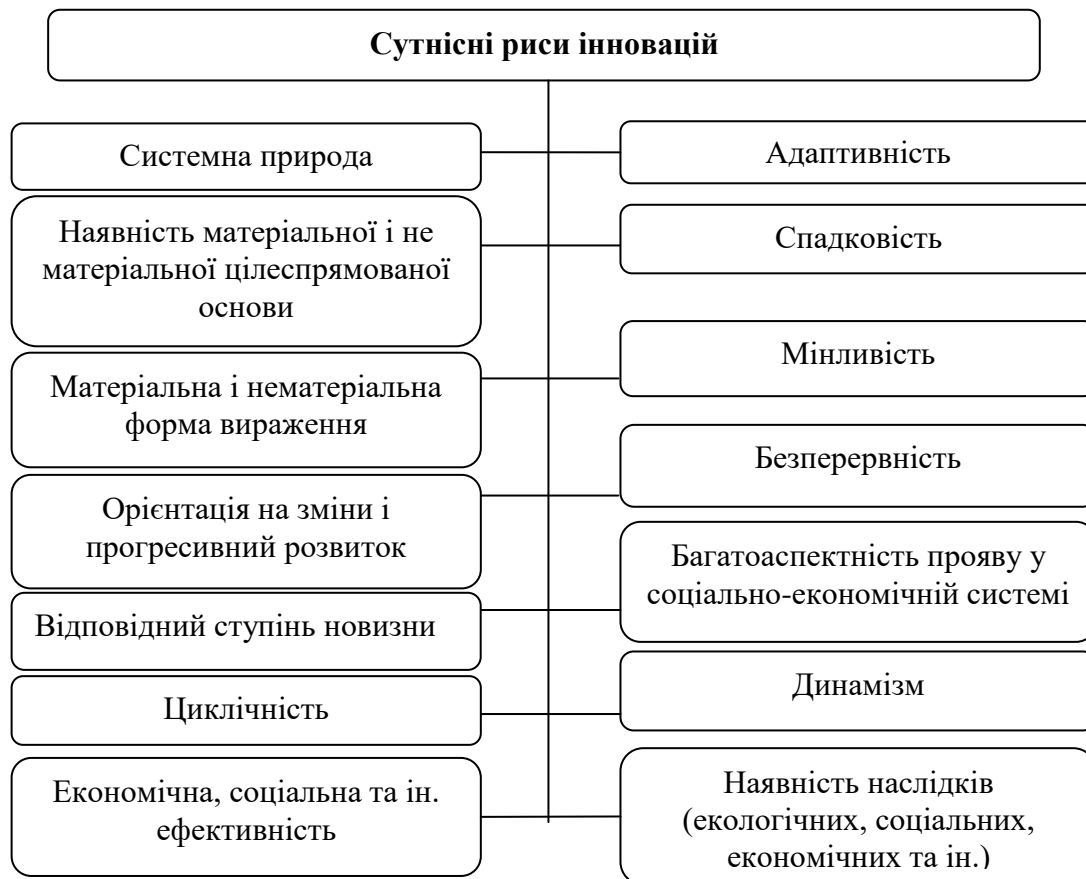 Сутнісні риси інновацій
Системна природа
Адаптивність
Наявність матеріальної і не
матеріальної цілеспрямованої
основи
Спадковість
Матеріальна і нематеріальна
форма вираження
Мінливість
Орієнтація на зміни і
прогресивний розвиток
Безперервність
Відповідний ступінь новизни
Багатоаспектність прояву у
соціально-економічній системі
Циклічність
Динамізм
Економічна, соціальна та ін.
ефективність
Наявність наслідків
(екологічних, соціальних,
економічних та ін.)